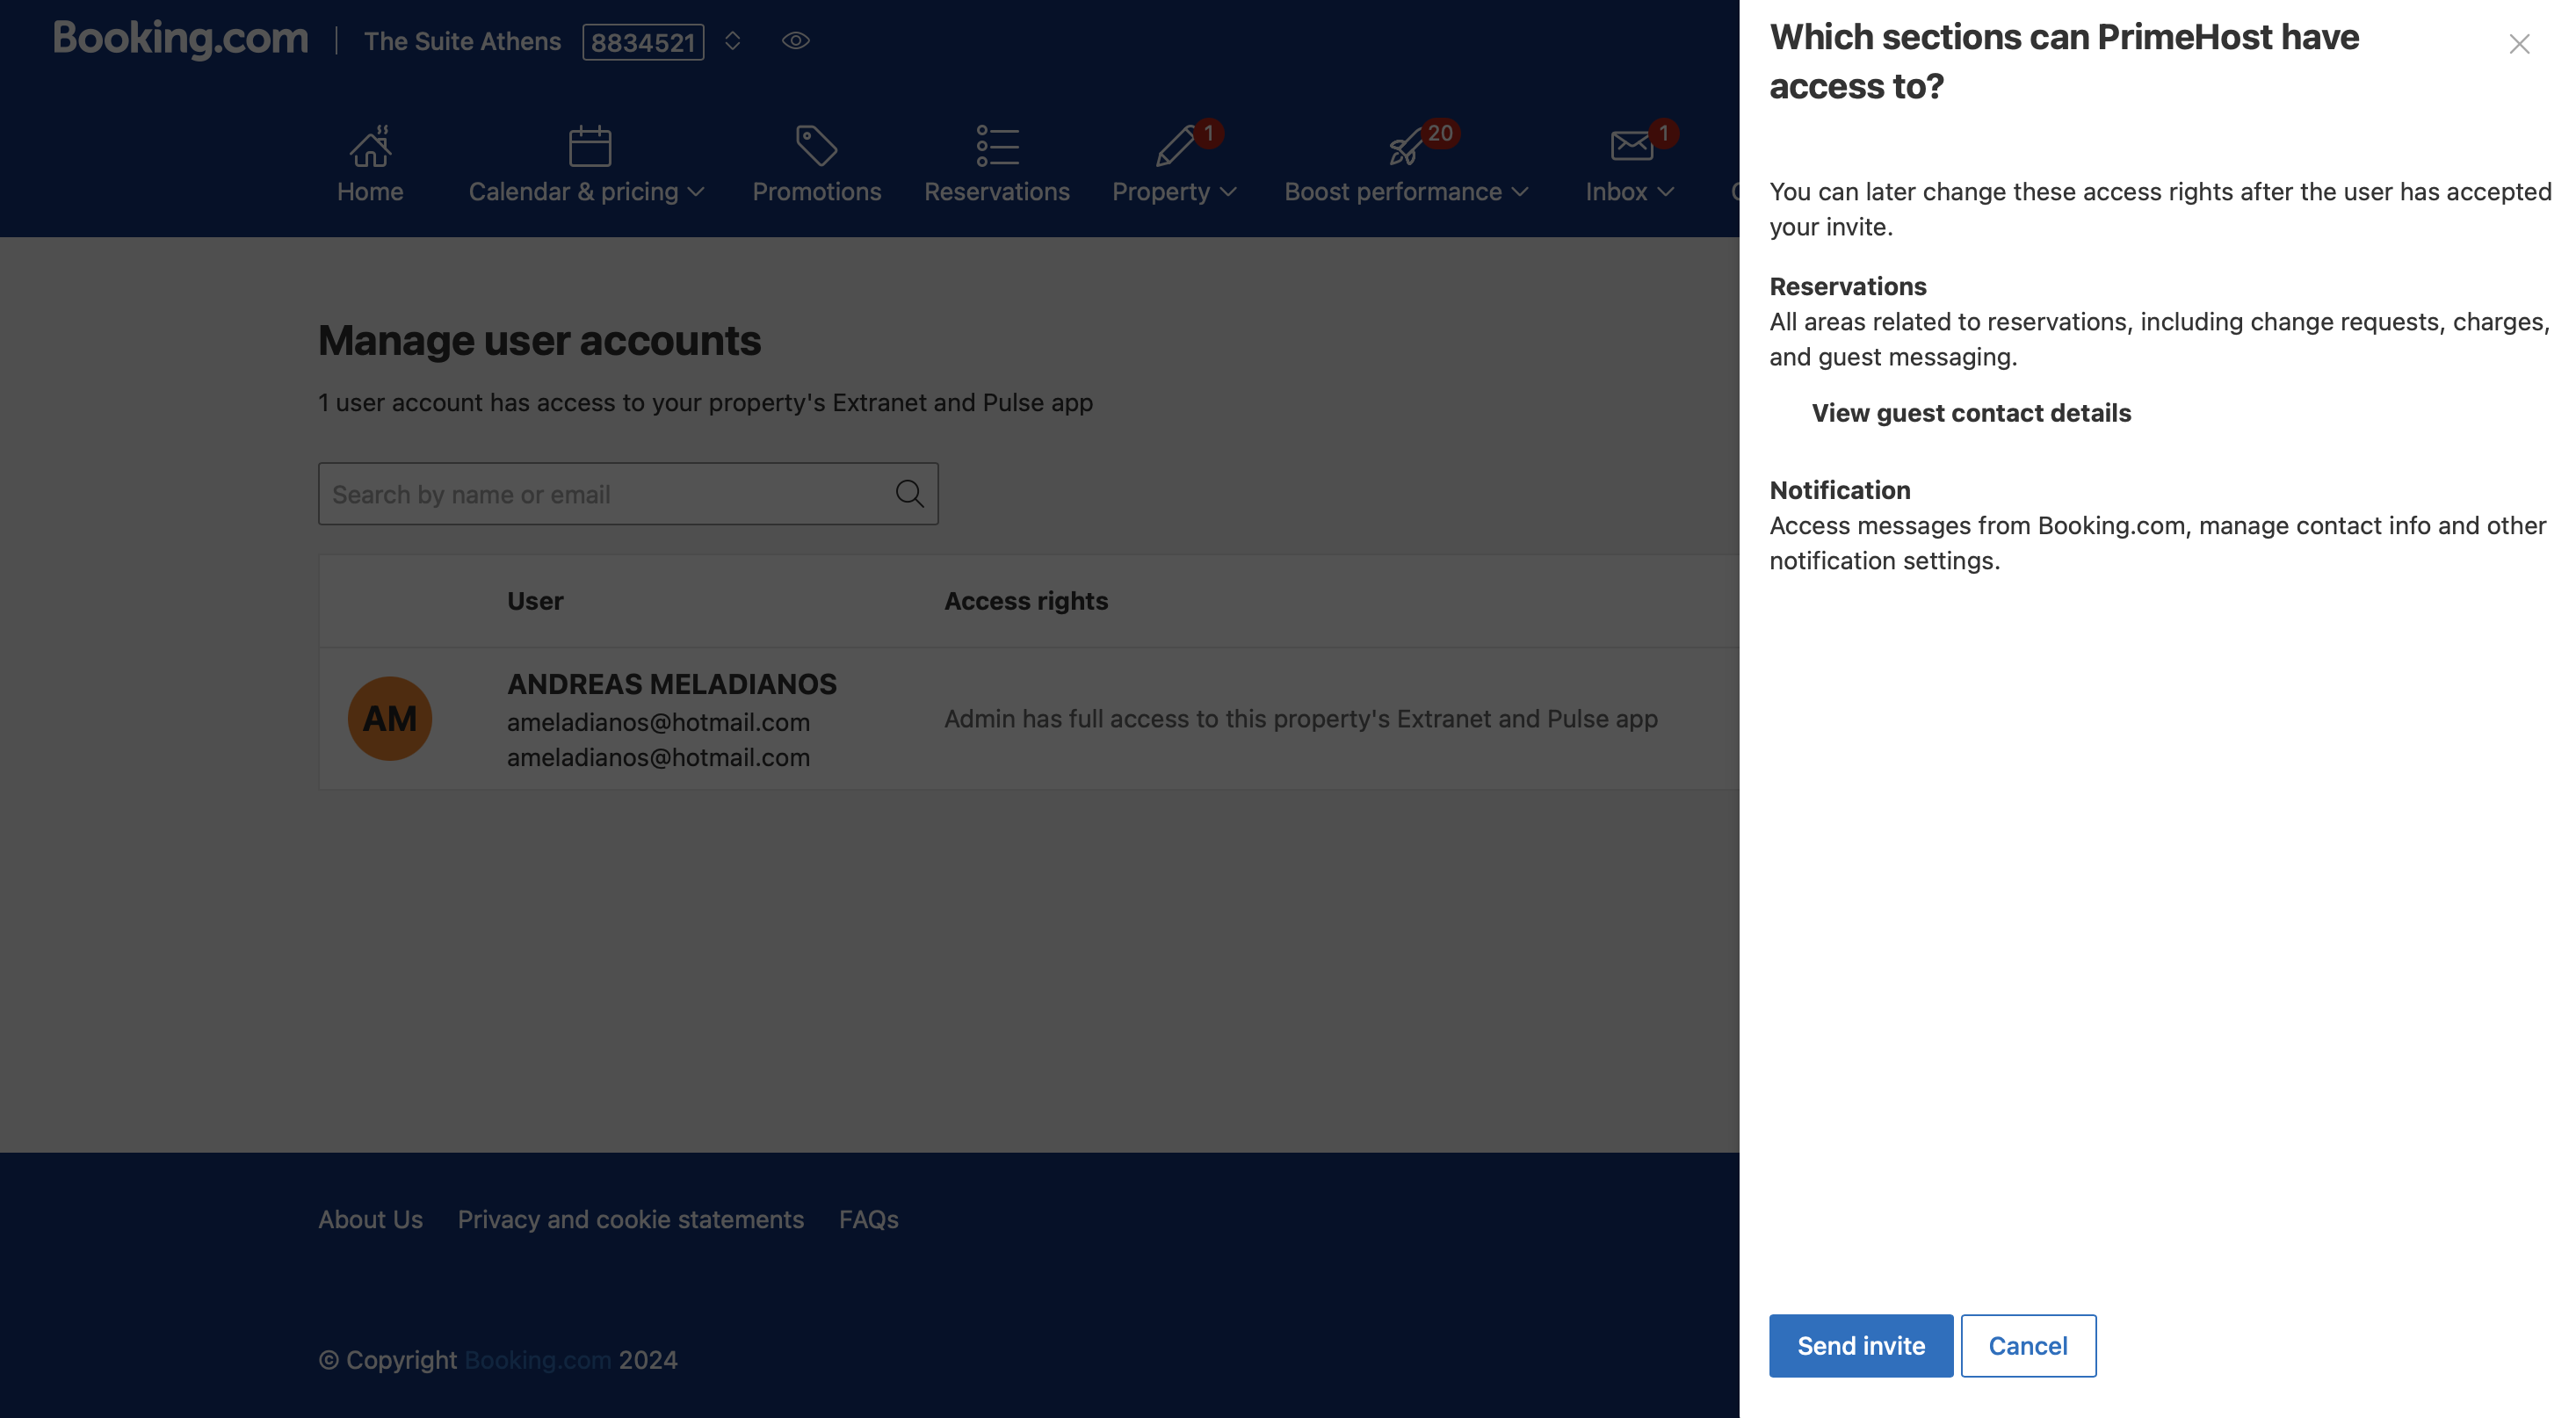 Booking.com
The Suite Athens 8834521
Home
Calendar & pricing
Promotions
Reservations
1
Property
20
Boost performance
1
Inbox
Manage user accounts
1 user account has access to your property's Extranet and Pulse app
Search by name or email
User Access rights
AM
ANDREAS MELADIANOS
ameladianos@hotmail.com
ameladianos@hotmail.com
Admin has full access to this property's Extranet and Pulse app
About Us Privacy and cookie statements FAQs
© Copyright Booking.com 2024
Which sections can PrimeHost have
access to?
You can later change these access rights after the user has accepted
your invite.
Reservations
All areas related to reservations, including change requests, charges,
and guest messaging.
View guest contact details
Notification
Access messages from Booking.com, manage contact info and other
notification settings.
Send invite Cancel